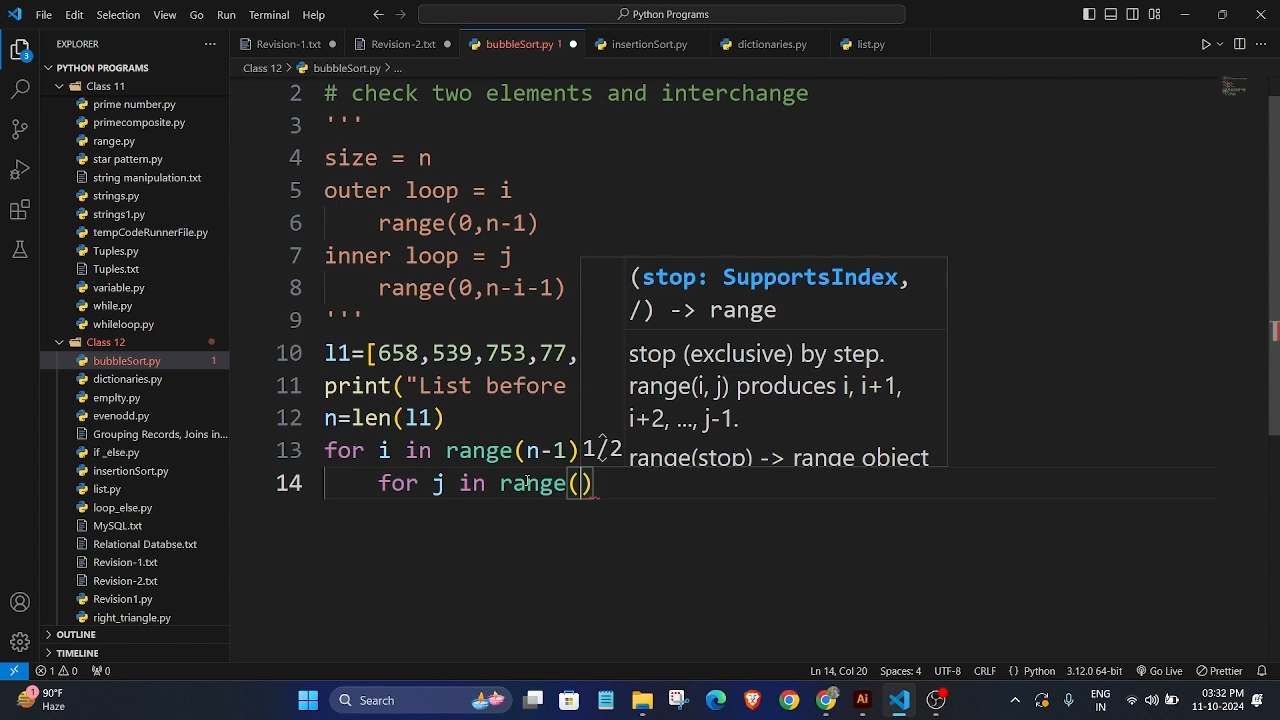 File Edit Selection View Go Run Terminal Help
Python Programs
EXPLORER
Revision-1.txt
Revision-2.txt
bubbleSort.py 1
insertionSort.py
dictionaries.py
list.py
Class 12 > bubbleSort.py > ...
PYTHON PROGRAMS
Class 11
prime number.py
primecomposite.py
range.py
star pattern.py
string manipulation.txt
strings.py
strings1.py
tempCodeRunnerFile.py
Tuples.py
Tuples.txt
variable.py
while.py
whileloop.py
Class 12
bubbleSort.py 1
dictionaries.py
emplty.py
evenodd.py
Grouping Records, Joins in...
if _else.py
insertionSort.py
list.py
loop_else.py
MySQL.txt
Relational Databse.txt
Revision-1.txt
Revision-2.txt
Revision1.py
right_triangle.py
OUTLINE
TIMELINE
2 # check two elements and interchange
3 '''
4 size = n
5 outer loop = i
6 range(0,n-1)
7 inner loop = j
8 range(0,n-i-1)
9 '''
10 l1=[658,539,753,77,
11 print("List before
12 n=len(l1)
13 for i in range(n-1)
14 for j in range()
(stop: SupportsIndex,
/) -> range
stop (exclusive) by step.
range(i, j) produces i, i+1,
i+2, ..., j-1.
1/2
range(stop) -> range object
3
1 0 0
Ln 14, Col 20 Spaces: 4 UTF-8 CRLF {} Python 3.12.0 64-bit Go Live Prettier
1
90°F
Haze
Search
Ai
ENG
IN
03:32 PM
11-10-2024